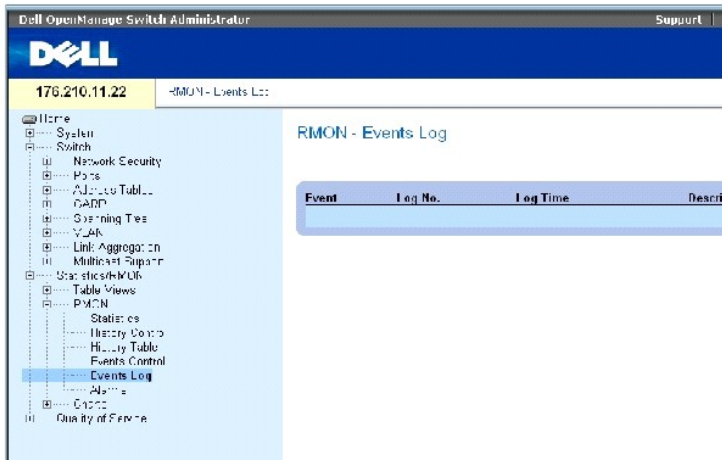 Dell OpenManage Switch Administrator
Support
DELL
176.210.11.22
RMON - Events Log
Home
System
Switch
Network Security
Ports
Address Tables
GARP
Spanning Tree
VLAN
Link Aggregation
Multicast Support
Statistics/RMON
Table Views
RMON
Statistics
History Control
History Table
Events Control
Events Log
Alarms
Charts
Quality of Service
RMON - Events Log
Event Log No. Log Time Descri